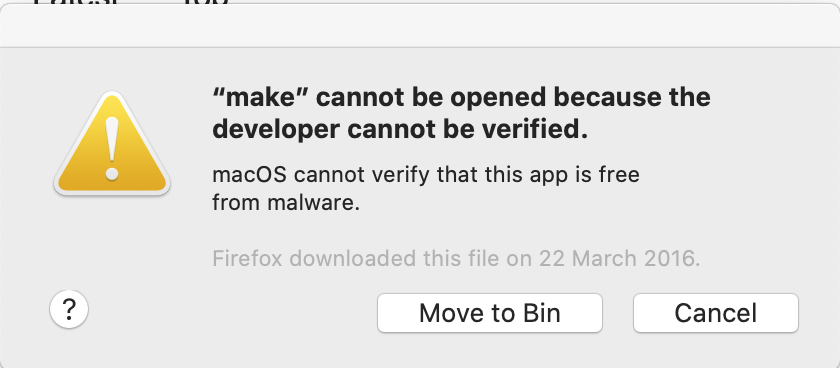 “make” cannot be opened because the
developer cannot be verified.
macOS cannot verify that this app is free
from malware.
Firefox downloaded this file on 22 March 2016.
?
Move to Bin
Cancel